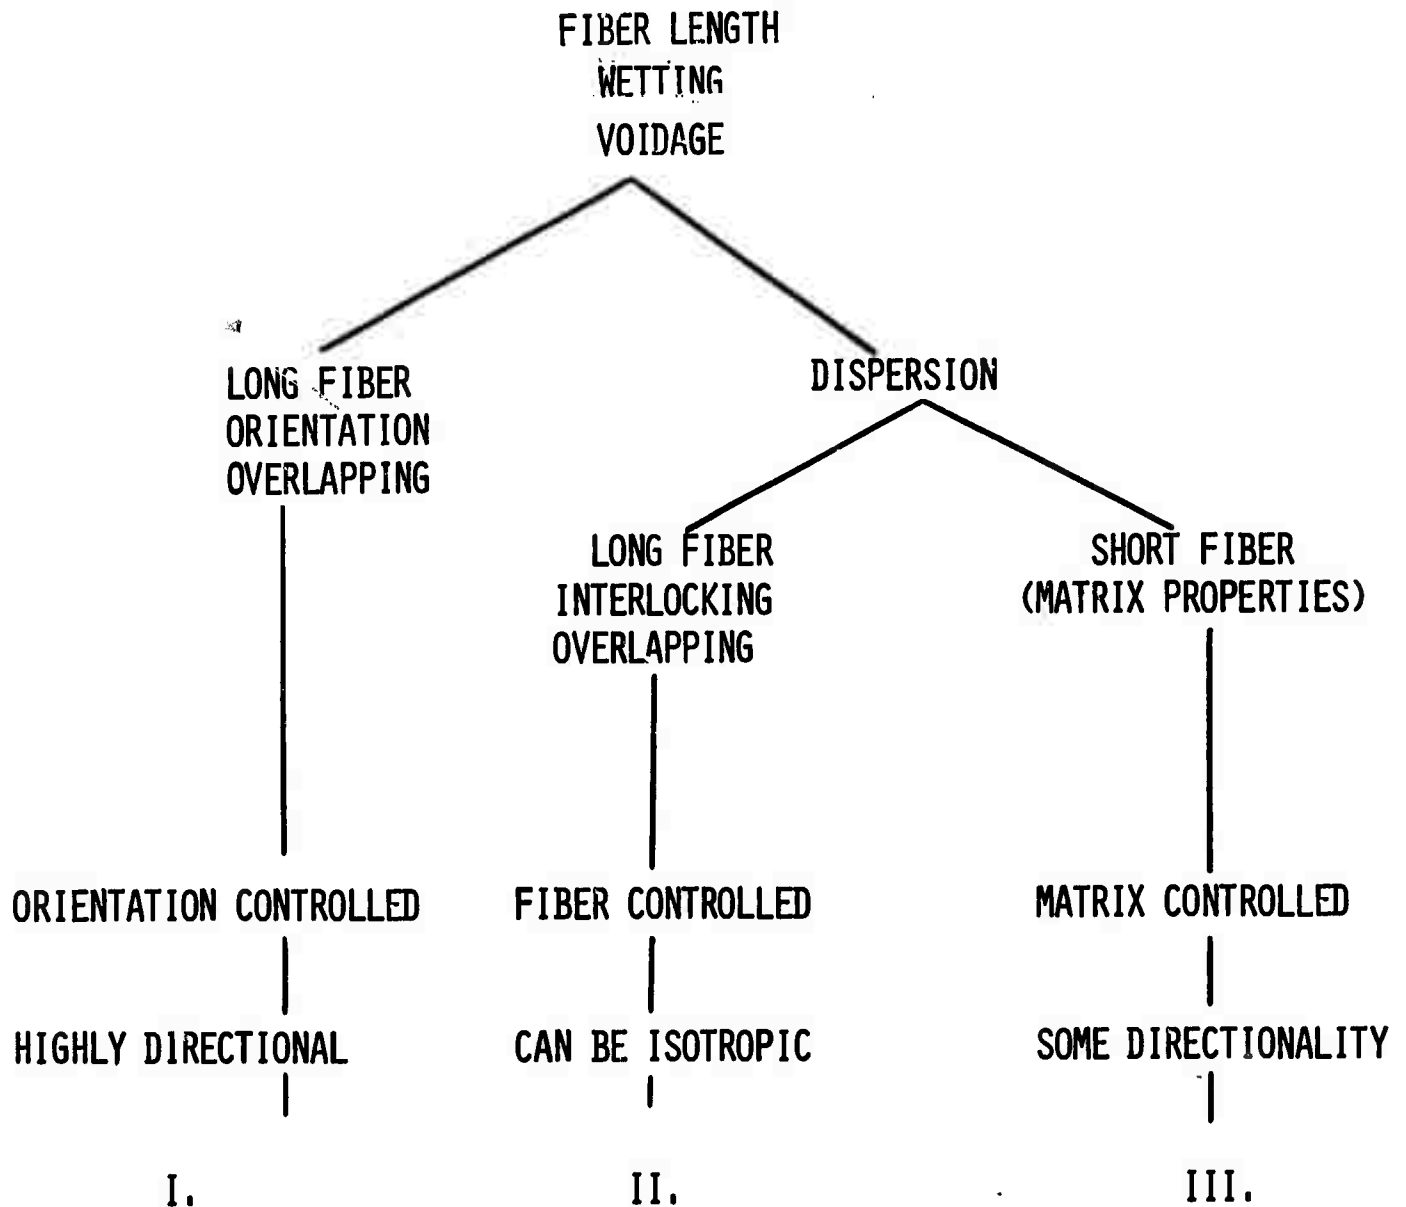 FIBER LENGTH
WETTING
VOIDAGE
LONG FIBER
ORIENTATION
OVERLAPPING
DISPERSION
LONG FIBER
INTERLOCKING
OVERLAPPING
SHORT FIBER
(MATRIX PROPERTIES)
ORIENTATION CONTROLLED
FIBER CONTROLLED
MATRIX CONTROLLED
HIGHLY DIRECTIONAL
CAN BE ISOTROPIC
SOME DIRECTIONALITY
I.
II.
III.